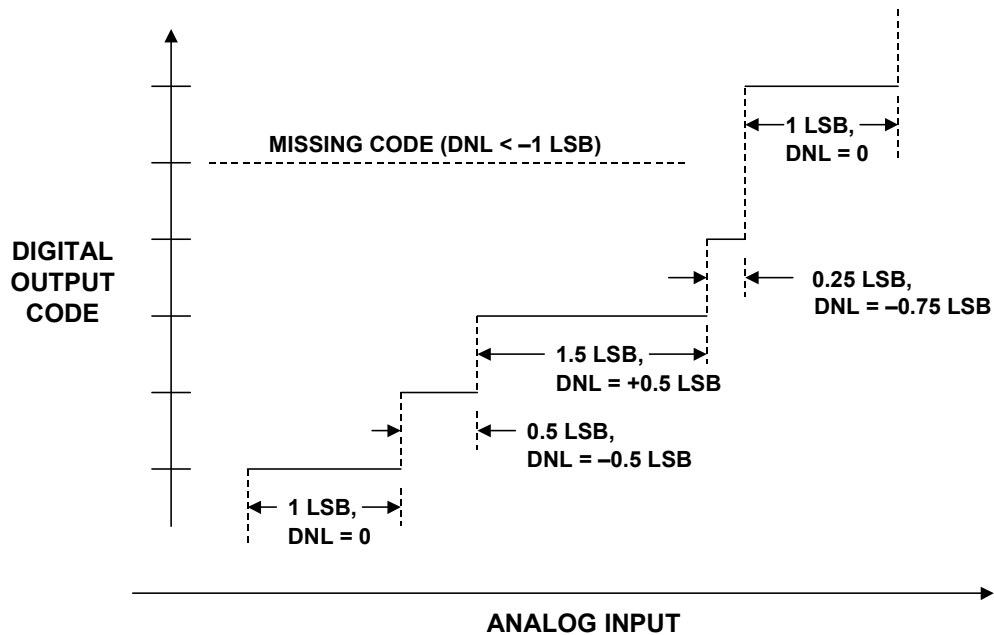 MISSING CODE (DNL < –1 LSB)
1 LSB,
DNL = 0
DIGITAL
OUTPUT
CODE
0.25 LSB,
DNL = –0.75 LSB
1.5 LSB,
DNL = +0.5 LSB
0.5 LSB,
DNL = –0.5 LSB
1 LSB,
DNL = 0
ANALOG INPUT